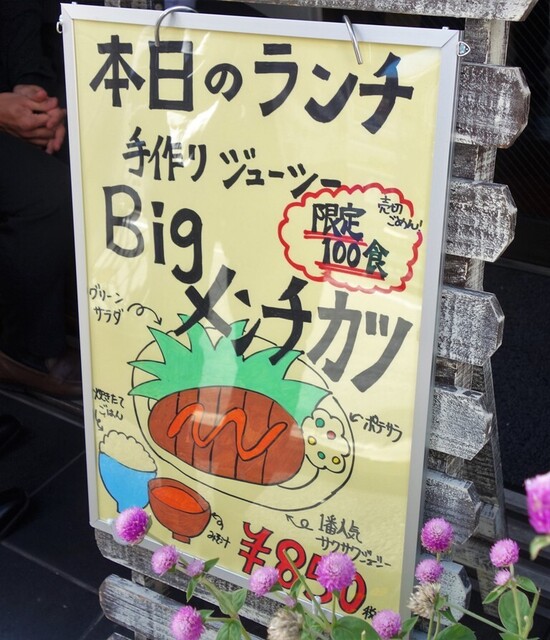 本日のランチ
手作り ジューシー
Big
メンチカツ
限定
100食
売切
ごめん!
グリーン
サラダ
炊きたて
ごはん
ポテサラ
みそ汁
1番人気
サクサクジューシー
¥850